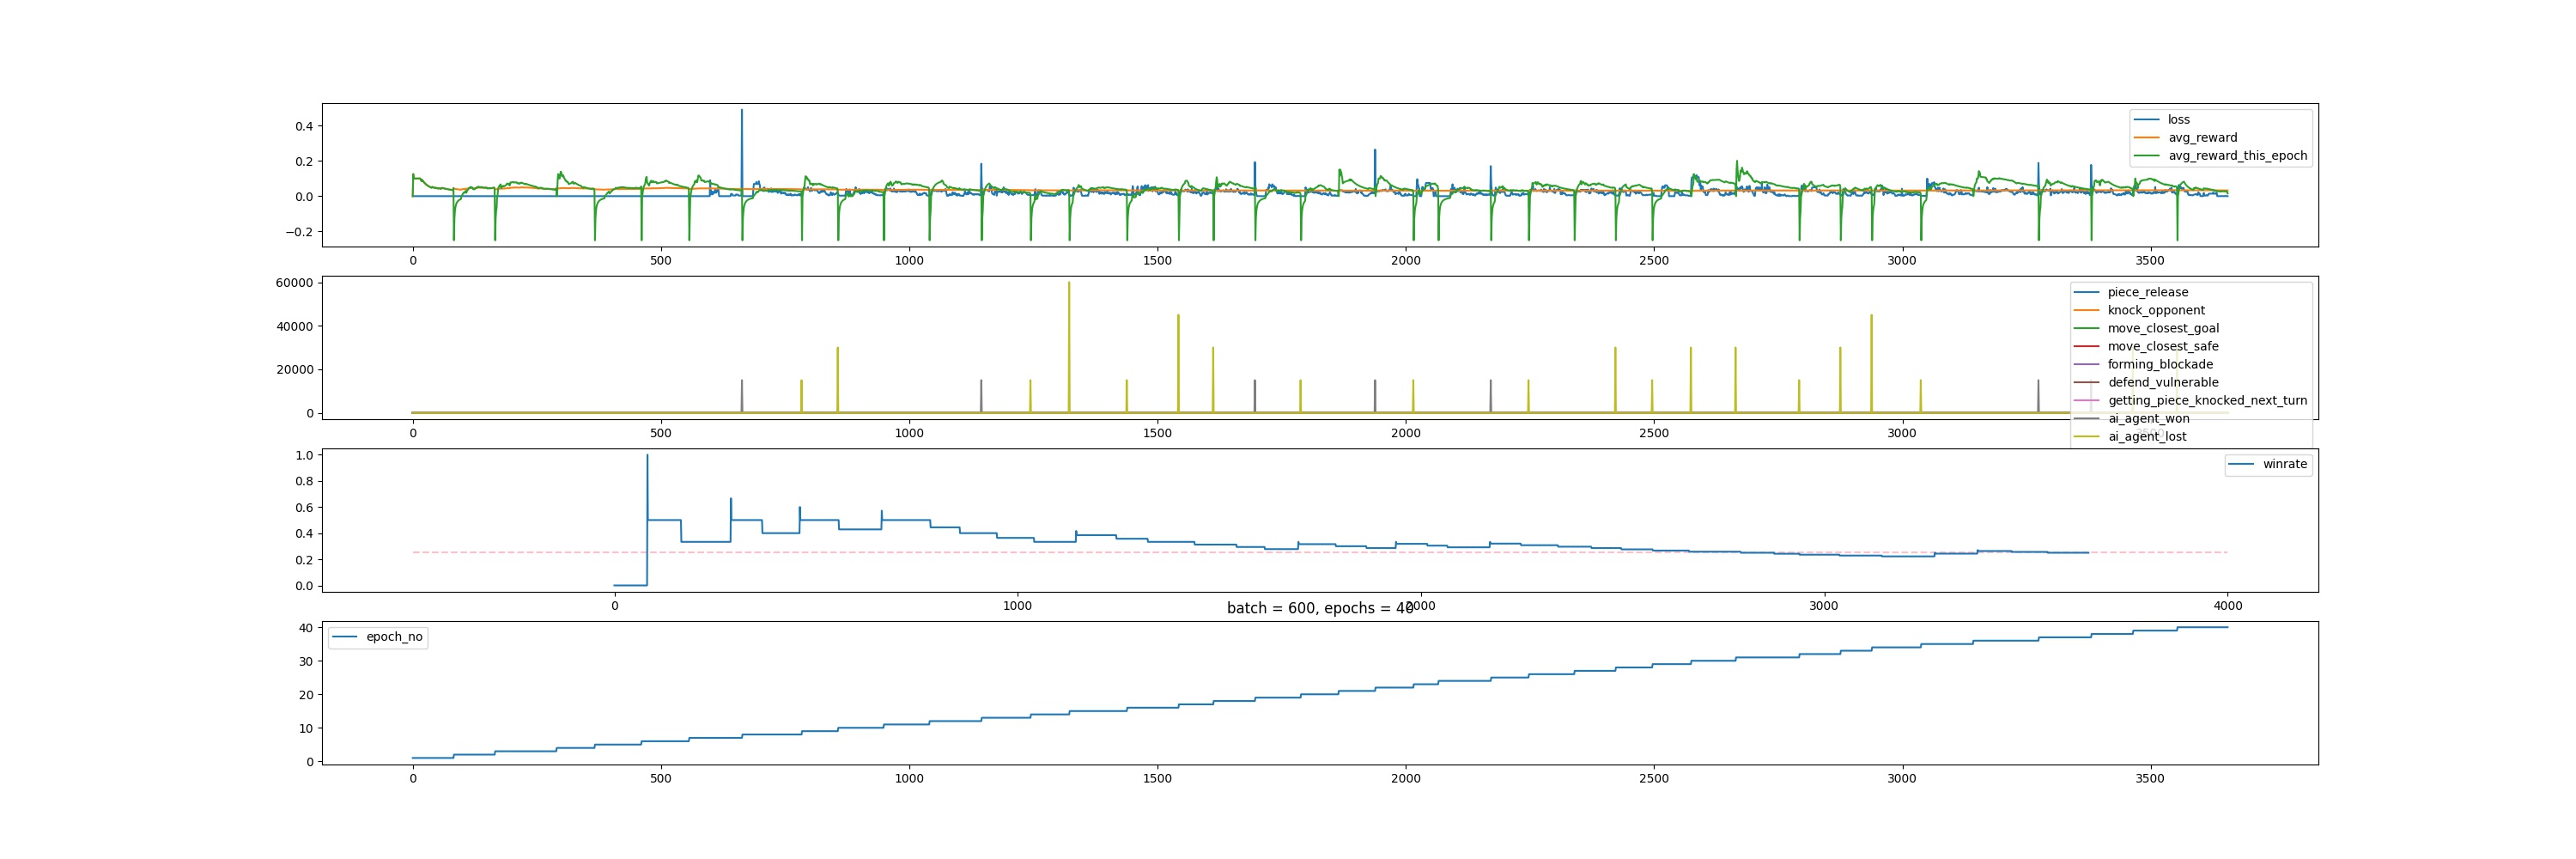 0.4
0.2
0.0
−0.2
loss
avg_reward
avg_reward_this_epoch
0 500 1000 1500 2000 2500 3000 3500
60000
40000
20000
0
piece_release
knock_opponent
move_closest_goal
move_closest_safe
forming_blockade
defend_vulnerable
getting_piece_knocked_next_turn
ai_agent_won
ai_agent_lost
0 500 1000 1500 2000 2500 3000 3500
1.0
0.8
0.6
0.4
0.2
0.0
winrate
0 1000 2000 3000 4000
batch = 600, epochs = 40
40
30
20
10
0
epoch_no
0 500 1000 1500 2000 2500 3000 3500